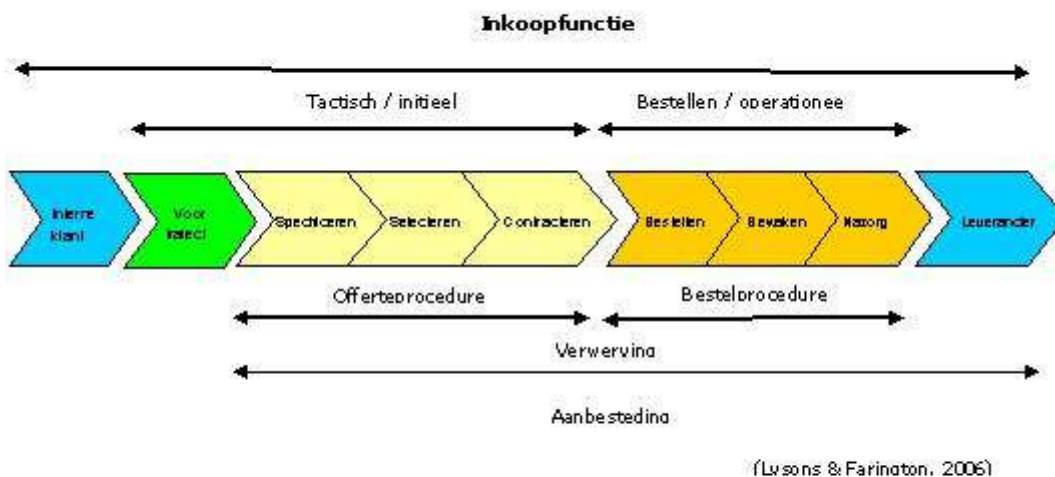 Inkoopfunctie
Tactisch / initieel
Bestellen / operationee
Interne
klant
Voor
traject
Specificeren
Selecteren
Contracteren
Bestellen
Bewaken
Nazorg
Leverancier
Offerteprocedure
Bestelprocedure
Verwerving
Aanbesteding
(Lysons & Farington, 2006)